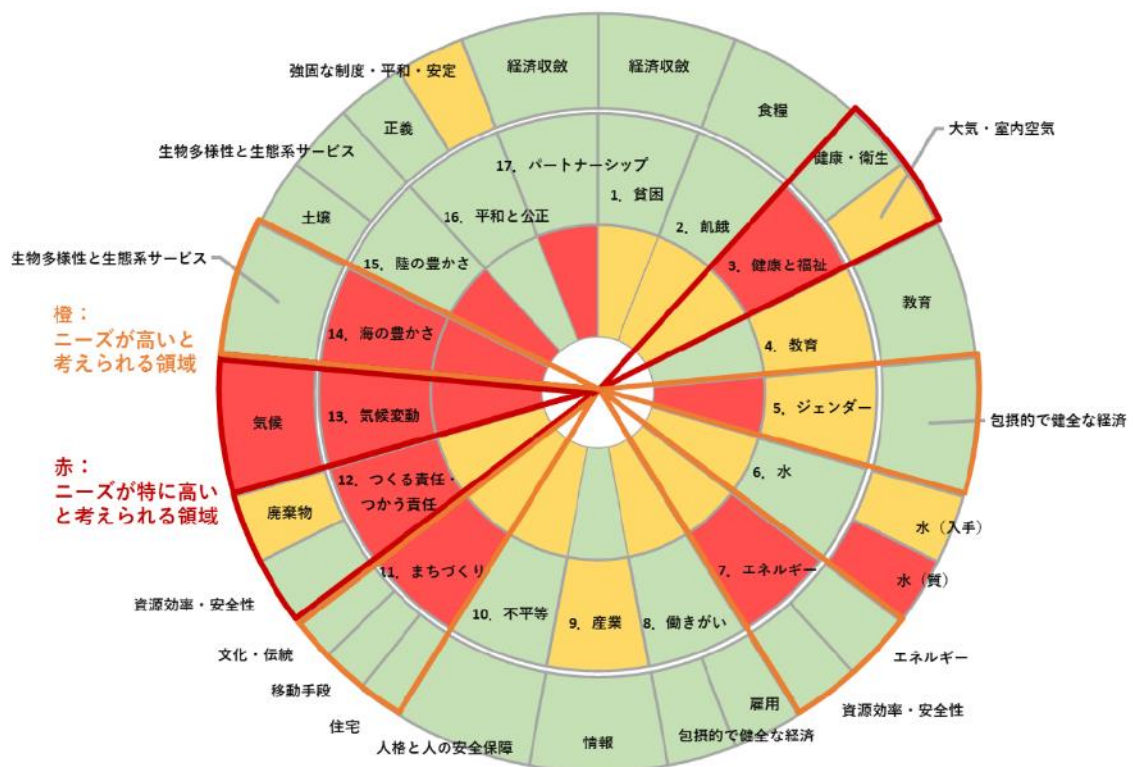 強固な制度・平和・安定
経済収斂
経済収斂
食糧
大気・室内空気
健康・衛生
正義
生物多様性と生態系サービス
土壌
生物多様性と生態系サービス
17. パートナーシップ
1. 貧困
16. 平和と公正
2. 飢餓
15. 陸の豊かさ
3. 健康と福祉
教育
橙:
ニーズが高いと
考えられる領域
14. 海の豊かさ
4. 教育
気候
13. 気候変動
5. ジェンダー
包摂的で健全な経済
赤:
ニーズが特に高い
と考えられる領域
12. つくる責任・
つかう責任
6. 水
廃棄物
水(入手)
11. まちづくり
7. エネルギー
水(質)
資源効率・安全性
10. 不平等
9. 産業
8. 働きがい
文化・伝統
エネルギー
移動手段
資源効率・安全性
住宅
雇用
人格と人の安全保障
情報
包摂的で健全な経済